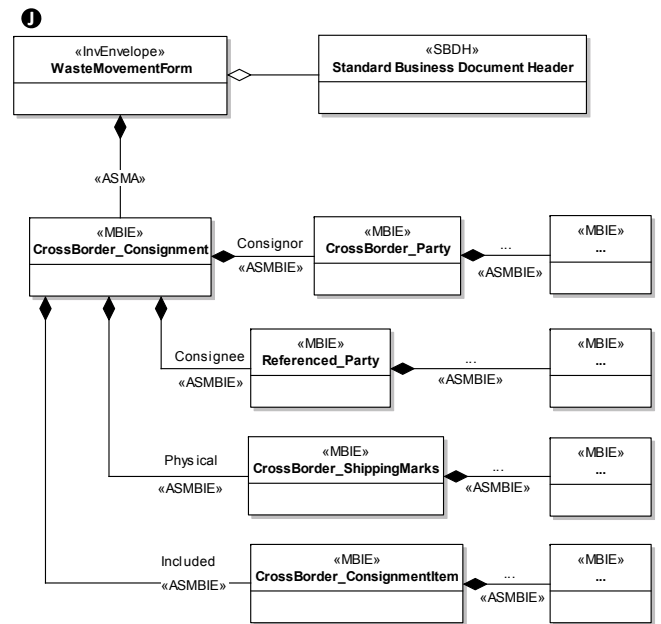 J
«InvEnvelope»
WasteMovementForm
«SBDH»
Standard Business Document Header
«ASMA»
«MBIE»
CrossBorder_Consignment
Consignor
«ASMBIE»
«MBIE»
CrossBorder_Party
...
«ASMBIE»
«MBIE»
...
Consignee
«ASMBIE»
«MBIE»
Referenced_Party
...
«ASMBIE»
«MBIE»
...
Physical
«ASMBIE»
«MBIE»
CrossBorder_ShippingMarks
...
«ASMBIE»
«MBIE»
...
Included
«ASMBIE»
«MBIE»
CrossBorder_ConsignmentItem
...
«ASMBIE»
«MBIE»
...